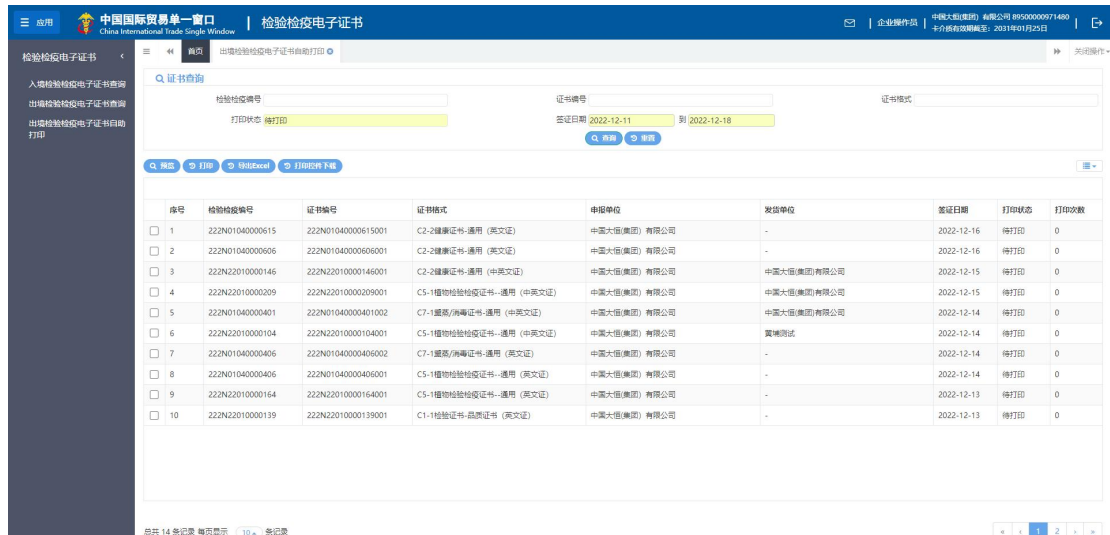 应用 中国国际贸易单一窗口 检验检疫电子证书 企业操作员 中国大恒(集团) 有限公司 89500000971480
China International Trade Single Window 卡介质有效期截至: 2031年01月25日
检验检疫电子证书
首页 出境检验检疫电子证书自助打印 关闭操作
入境检验检疫电子证书查询
出境检验检疫电子证书查询
出境检验检疫电子证书自助
打印
证书查询
检验检疫编号 证书编号 证书格式
打印状态 待打印 签证日期 2022-12-11 到 2022-12-18
查询 重置
预览 打印 导出Excel 打印控件下载
序号 检验检疫编号 证书编号 证书格式 申报单位 发货单位 签证日期 打印状态 打印次数
1 222N01040000615 222N01040000615001 C2-2健康证书-通用 (英文证) 中国大恒(集团) 有限公司 - 2022-12-16 待打印 0
2 222N01040000606 222N01040000606001 C2-2健康证书-通用 (英文证) 中国大恒(集团) 有限公司 - 2022-12-16 待打印 0
3 222N22010000146 222N22010000146001 C2-2健康证书-通用 (中英文证) 中国大恒(集团) 有限公司 中国大恒(集团)有限公司 2022-12-15 待打印 0
4 222N22010000209 222N22010000209001 C5-1植物检验检疫证书--通用 (中英文证) 中国大恒(集团) 有限公司 中国大恒(集团)有限公司 2022-12-15 待打印 0
5 222N01040000401 222N01040000401002 C7-1熏蒸/消毒证书-通用 (中英文证) 中国大恒(集团) 有限公司 中国大恒(集团)有限公司 2022-12-14 待打印 0
6 222N22010000104 222N22010000104001 C5-1植物检验检疫证书--通用 (中英文证) 中国大恒(集团) 有限公司 黄埔测试 2022-12-14 待打印 0
7 222N01040000406 222N01040000406002 C7-1熏蒸/消毒证书-通用 (英文证) 中国大恒(集团) 有限公司 - 2022-12-14 待打印 0
8 222N01040000406 222N01040000406001 C5-1植物检验检疫证书--通用 (英文证) 中国大恒(集团) 有限公司 - 2022-12-14 待打印 0
9 222N22010000164 222N22010000164001 C5-1植物检验检疫证书--通用 (英文证) 中国大恒(集团) 有限公司 - 2022-12-13 待打印 0
10 222N22010000139 222N22010000139001 C1-1检验证书-品质证书 (英文证) 中国大恒(集团) 有限公司 - 2022-12-13 待打印 0
总共 14 条记录 每页显示 10 条记录 « ‹ 1 2 › »